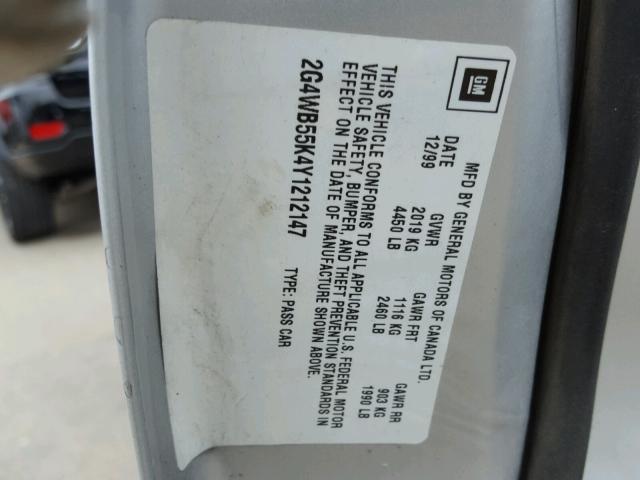 GM
MFD BY GENERAL MOTORS OF CANADA LTD.
DATE GVWR GAWR FRT GAWR RR
12/99 2019 KG 1116 KG 903 KG
4450 LB 2460 LB 1990 LB
THIS VEHICLE CONFORMS TO ALL APPLICABLE U.S. FEDERAL MOTOR
VEHICLE SAFETY, BUMPER, AND THEFT PREVENTION STANDARDS IN
EFFECT ON THE DATE OF MANUFACTURE SHOWN ABOVE.
2G4WB55K4Y1212147 TYPE: PASS CAR